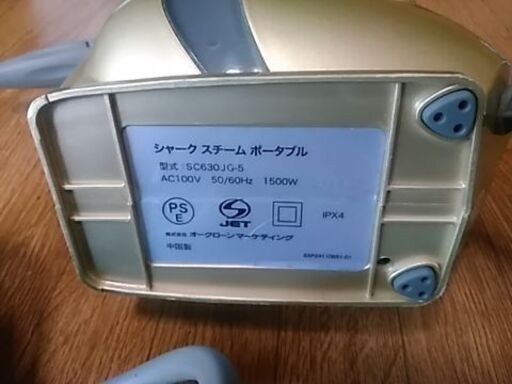 シャーク スチーム ポータブル
型式:SC630JG-5
AC100V 50/60Hz 1500W
PS
E
JET
IPX4
株式会社 オークローンマーケティング
中国製